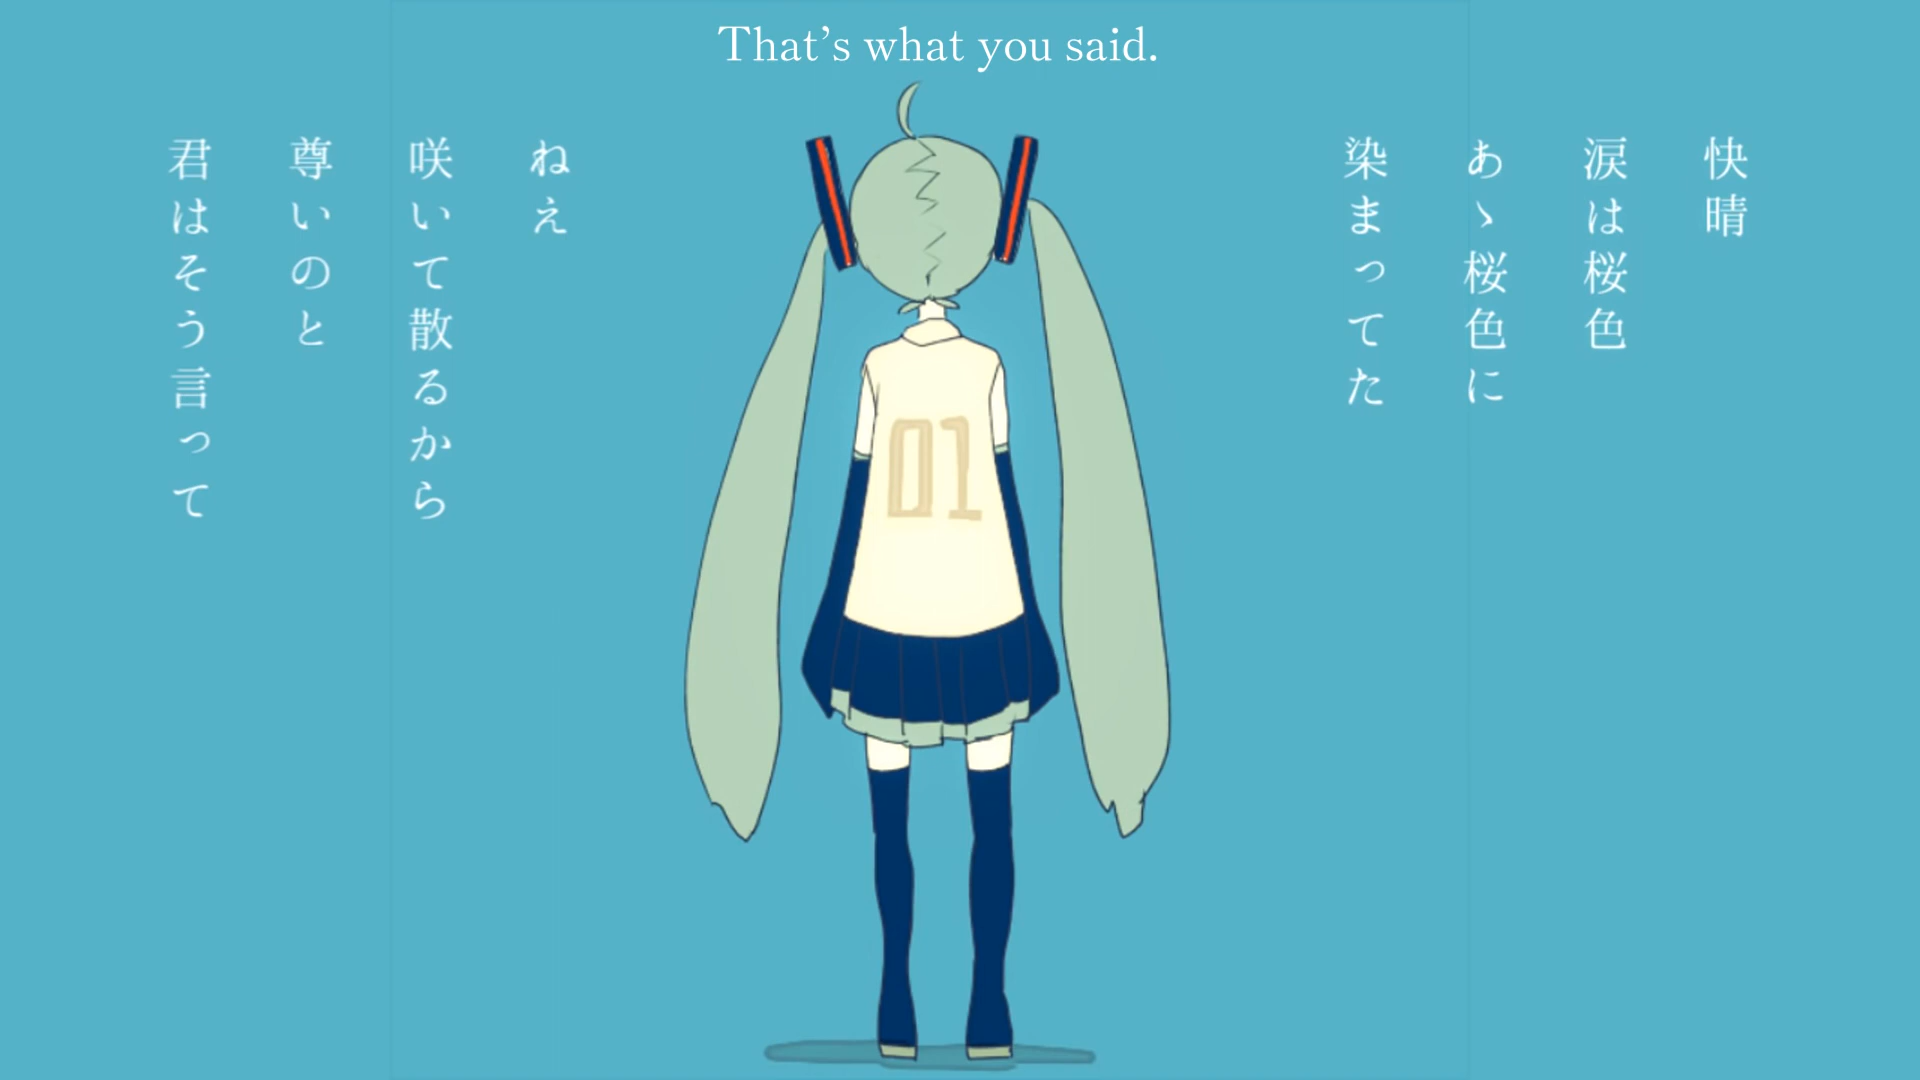 That’s what you said.
快晴
涙は桜色
あゝ桜色に
染まってた
ねえ
咲いて散るから
尊いのと
君はそう言って
01